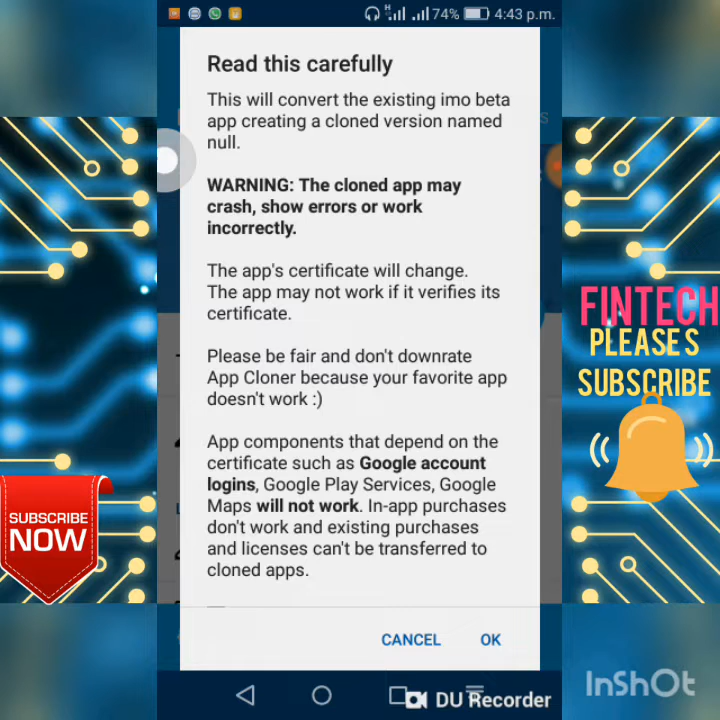 H
74%
4:43 p.m.
Read this carefully
This will convert the existing imo beta
app creating a cloned version named
null.
WARNING: The cloned app may
crash, show errors or work
incorrectly.
The app's certificate will change.
The app may not work if it verifies its
certificate.
Please be fair and don't downrate
App Cloner because your favorite app
doesn't work :)
App components that depend on the
certificate such as Google account
logins, Google Play Services, Google
Maps will not work. In-app purchases
don't work and existing purchases
and licenses can't be transferred to
cloned apps.
CANCEL
OK
FINTECH
PLEASE S
SUBSCRIBE
SUBSCRIBE
NOW
DU Recorder
InShOt